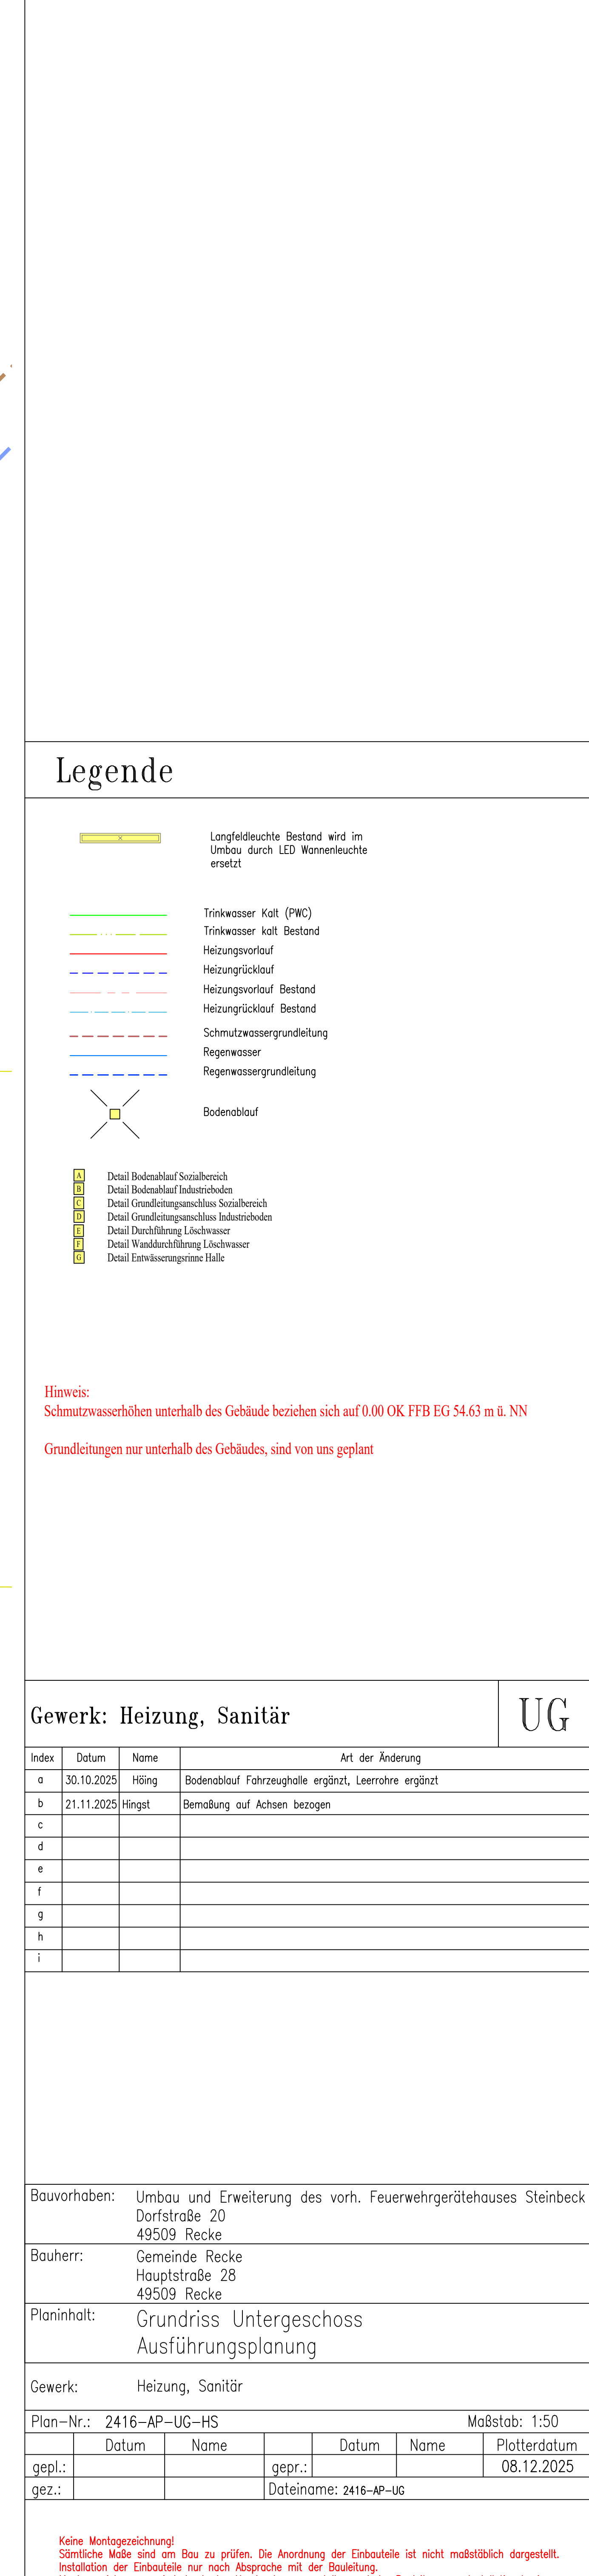 Legende
Langfeldleuchte Bestand wird im
Umbau durch LED Wannenleuchte
ersetzt
Trinkwasser Kalt (PWC)
Trinkwasser kalt Bestand
Heizungsvorlauf
Heizungrücklauf
Heizungsvorlauf Bestand
Heizungrücklauf Bestand
Schmutzwassergrundleitung
Regenwasser
Regenwassergrundleitung
Bodenablauf
A Detail Bodenablauf Sozialbereich
B Detail Bodenablauf Industrieboden
C Detail Grundleitungsanschluss Sozialbereich
D Detail Grundleitungsanschluss Industrieboden
E Detail Durchführung Löschwasser
F Detail Wanddurchführung Löschwasser
G Detail Entwässerungsrinne Halle
Hinweis:
Schmutzwasserhöhen unterhalb des Gebäude beziehen sich auf 0.00 OK FFB EG 54.63 m ü. NN
Grundleitungen nur unterhalb des Gebäudes, sind von uns geplant
Gewerk: Heizung, Sanitär UG
Index Datum Name Art der Änderung
a 30.10.2025 Höing Bodenablauf Fahrzeughalle ergänzt, Leerrohre ergänzt
b 21.11.2025 Hingst Bemaßung auf Achsen bezogen
c
d
e
f
g
h
i
Bauvorhaben: Umbau und Erweiterung des vorh. Feuerwehrgerätehauses Steinbeck
Dorfstraße 20
49509 Recke
Bauherr: Gemeinde Recke
Hauptstraße 28
49509 Recke
Planinhalt: Grundriss Untergeschoss
Ausführungsplanung
Gewerk: Heizung, Sanitär
Plan-Nr.: 2416-AP-UG-HS Maßstab: 1:50
Datum Name Datum Name Plotterdatum
gepl.: gepr.: 08.12.2025
gez.: Dateiname: 2416-AP-UG
Keine Montagezeichnung!
Sämtliche Maße sind am Bau zu prüfen. Die Anordnung der Einbauteile ist nicht maßstäblich dargestellt.
Installation der Einbauteile nur nach Absprache mit der Bauleitung.